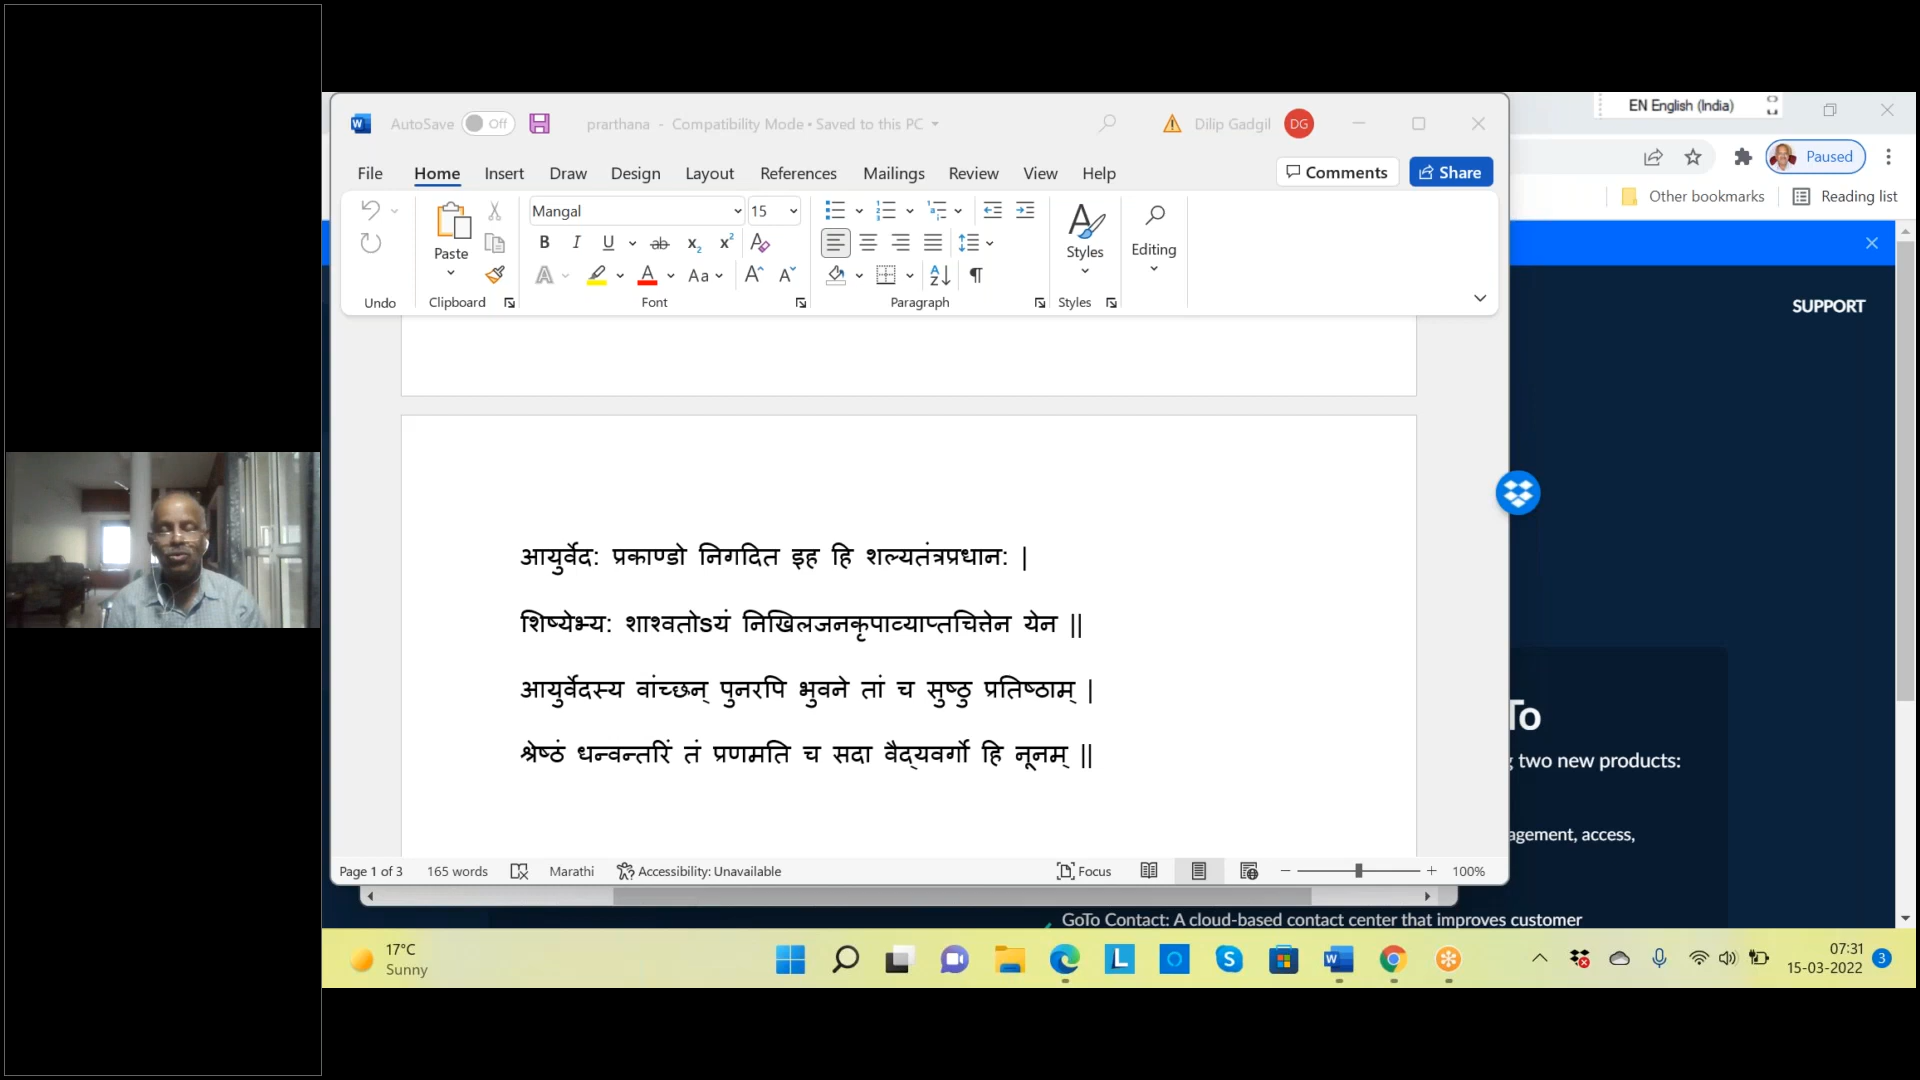 EN English (India)
AutoSave Off prarthana - Compatibility Mode • Saved to this PC Dilip Gadgil DG
Paused
File Home Insert Draw Design Layout References Mailings Review View Help Comments Share
Other bookmarks Reading list
Mangal 15
Paste Styles Editing
Undo Clipboard Font Paragraph Styles
SUPPORT
आयुर्वेद: प्रकाण्डो निगदित इह हि शल्यतंत्रप्रधान: |
शिष्येभ्य: शाश्वतोsयं निखिलजनकृपाव्याप्तचित्तेन येन ||
आयुर्वेदस्य वांच्छन् पुनरपि भुवने तां च सुष्ठु प्रतिष्ठाम् |
श्रेष्ठं धन्वन्तरिं तं प्रणमति च सदा वैद्यवर्गो हि नूनम् ||
To
two new products:
agement, access,
Page 1 of 3 165 words Marathi Accessibility: Unavailable Focus 100%
GoTo Contact: A cloud-based contact center that improves customer
17°C
Sunny
07:31
15-03-2022
3